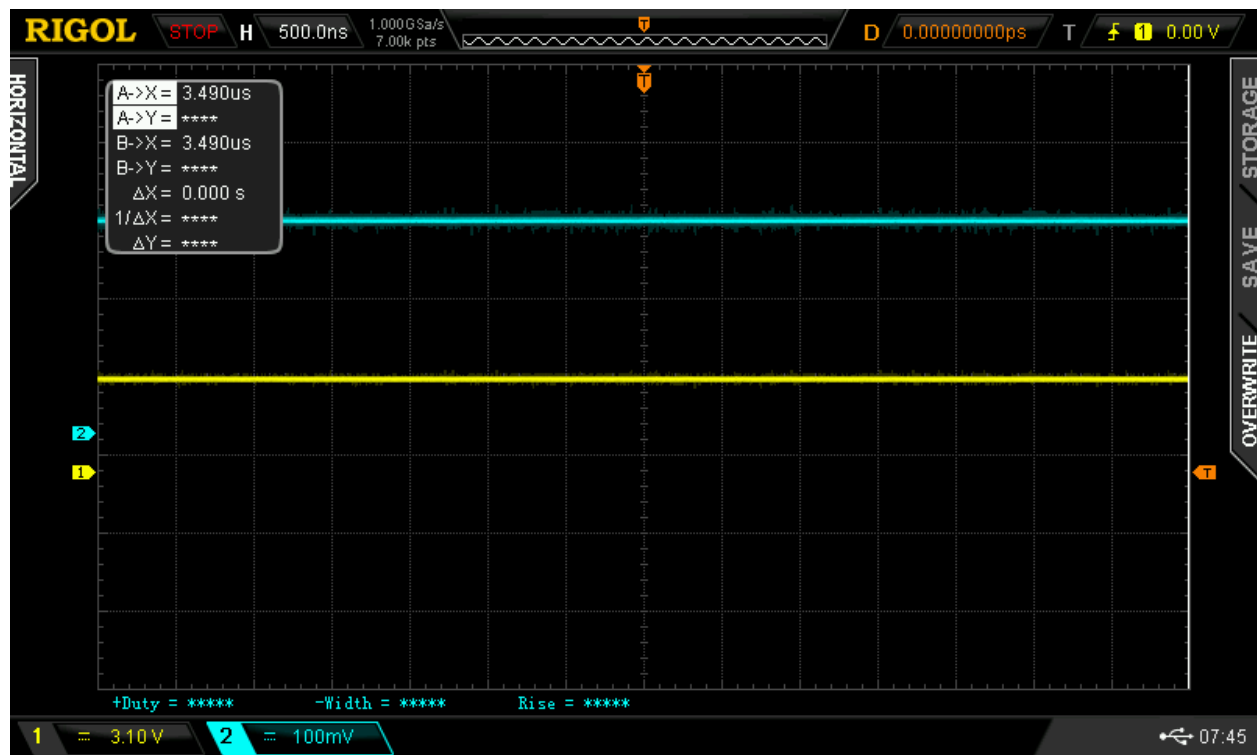 RIGOL STOP H 500.0ns 1.000GSa/s 7.00k pts D 0.00000000ps T 1 0.00 V
T
HORIZONTAL
T
A->X = 3.490us
A->Y = ****
B->X = 3.490us
B->Y = ****
ΔX = 0.000 s
1/ΔX = ****
ΔY = ****
STORAGE
SAVE
OVERWRITE
2
1
T
+Duty = ***** -Width = ***** Rise = *****
1 = 3.10 V 2 = 100mV 07:45